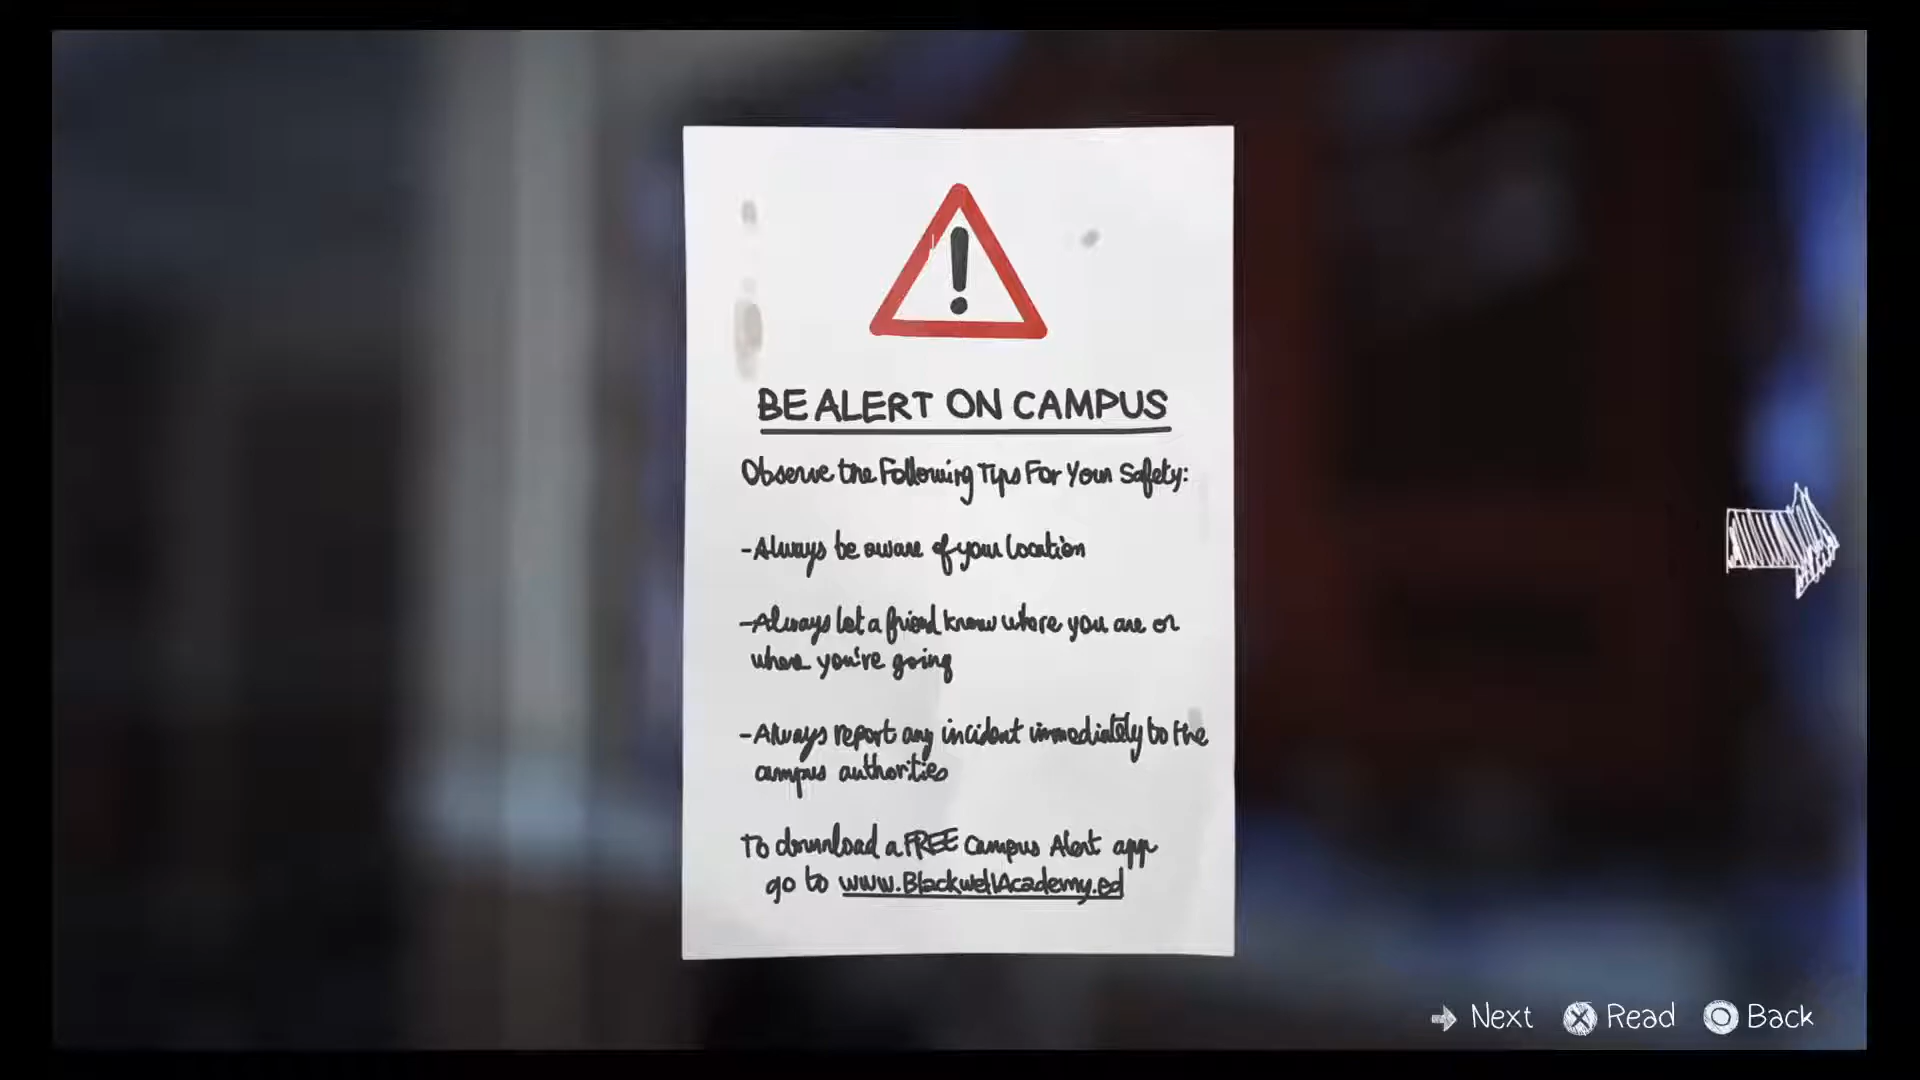 !
BE ALERT ON CAMPUS
Observe the Following Tips For Your Safety:
-Always be aware of your location
-Always let a friend know where you are or
where you're going
-Always report any incident immediately to the
campus authorities
To download a FREE Campus Alert app
go to www.BlackwellAcademy.ed
Next Read Back